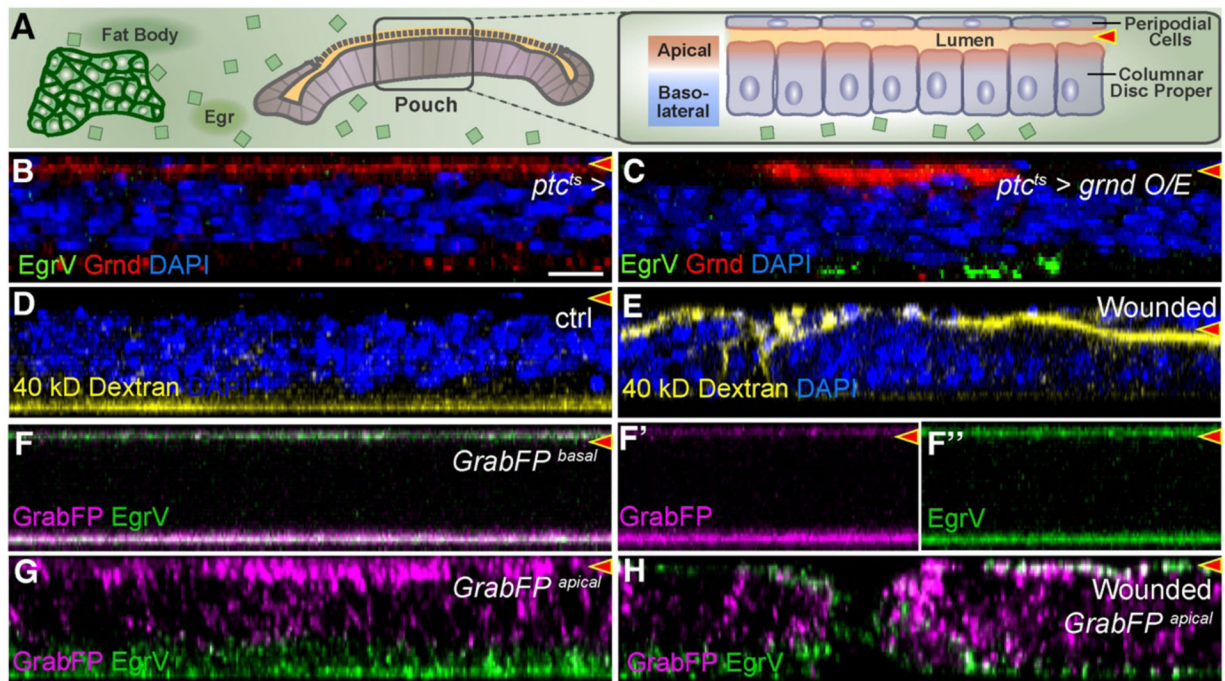 A
Fat Body
Egr
Pouch
Apical
Baso-
lateral
Lumen
Peripodial
Cells
Columnar
Disc Proper
B
ptc^ts >
EgrV Grnd DAPI
C
ptc^ts > grnd O/E
EgrV Grnd DAPI
D
ctrl
40 kD Dextran DAPI
E
Wounded
40 kD Dextran DAPI
F
GrabFP basal
GrabFP EgrV
F'
GrabFP
F''
EgrV
G
GrabFP apical
GrabFP EgrV
H
Wounded
GrabFP apical
GrabFP EgrV